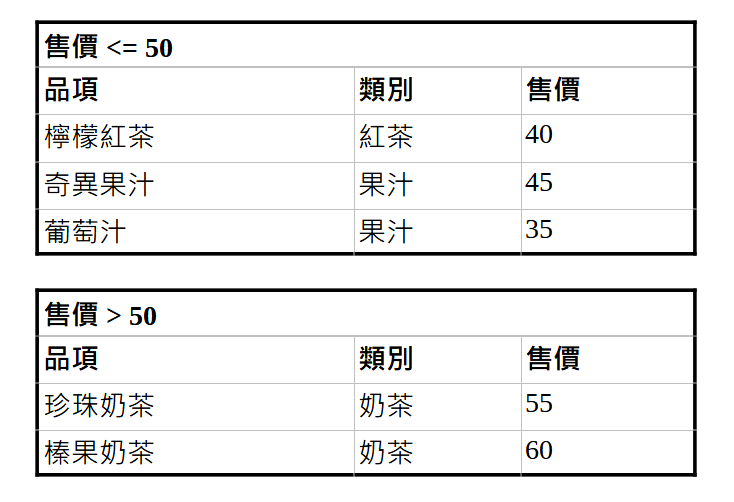 售價 <= 50
品項 類別 售價
檸檬紅茶 紅茶 40
奇異果汁 果汁 45
葡萄汁 果汁 35
售價 > 50
品項 類別 售價
珍珠奶茶 奶茶 55
榛果奶茶 奶茶 60